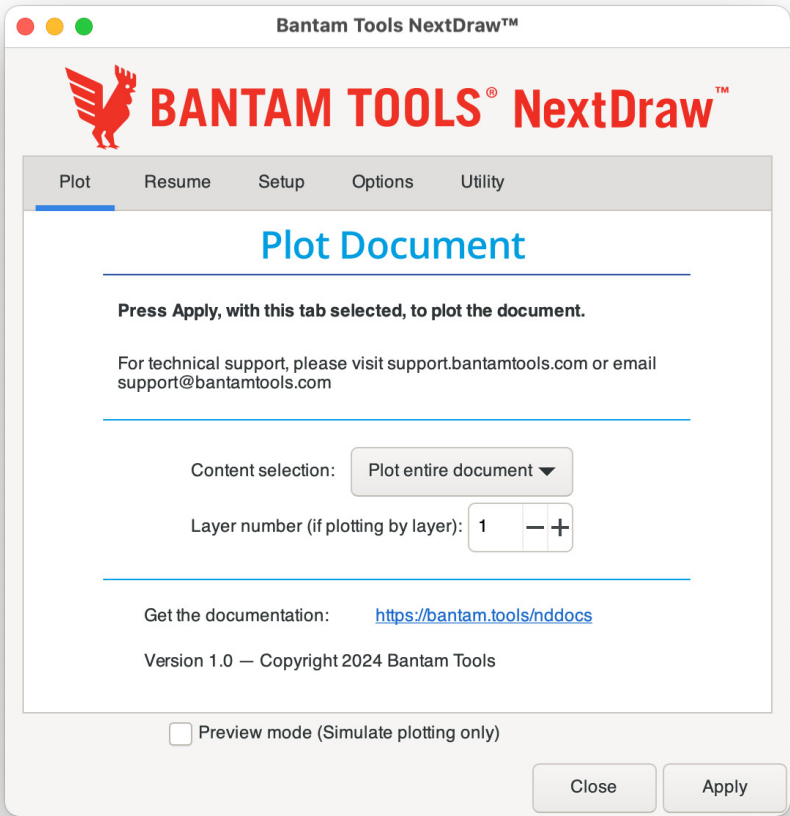 Bantam Tools NextDraw™
BANTAM TOOLS® NextDraw™
Plot Resume Setup Options Utility
Plot Document
Press Apply, with this tab selected, to plot the document.
For technical support, please visit support.bantamtools.com or email
support@bantamtools.com
Content selection: Plot entire document
Layer number (if plotting by layer): 1
Get the documentation: https://bantam.tools/nddocs
Version 1.0 — Copyright 2024 Bantam Tools
Preview mode (Simulate plotting only)
Close Apply